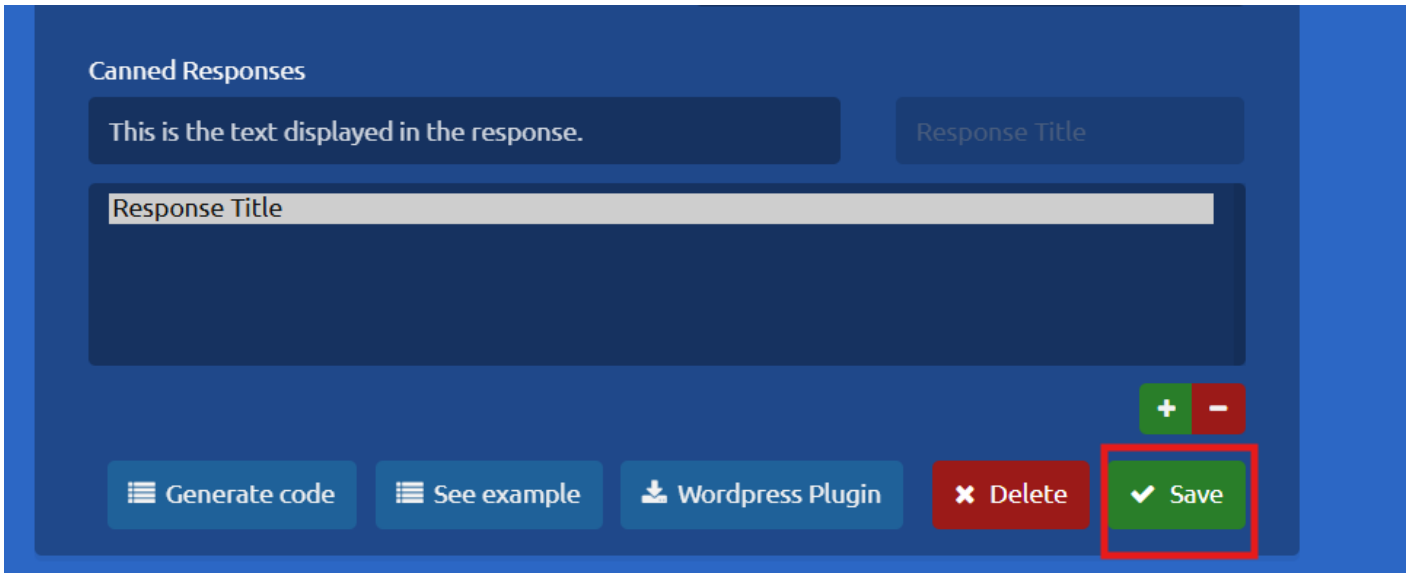 Canned Responses
This is the text displayed in the response. Response Title
Response Title
+ −
Generate code See example Wordpress Plugin Delete Save